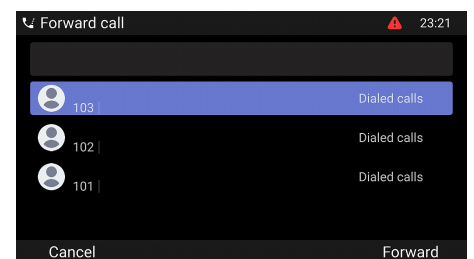 Forward call 23:21
103 | Dialed calls
102 | Dialed calls
101 | Dialed calls
Cancel Forward